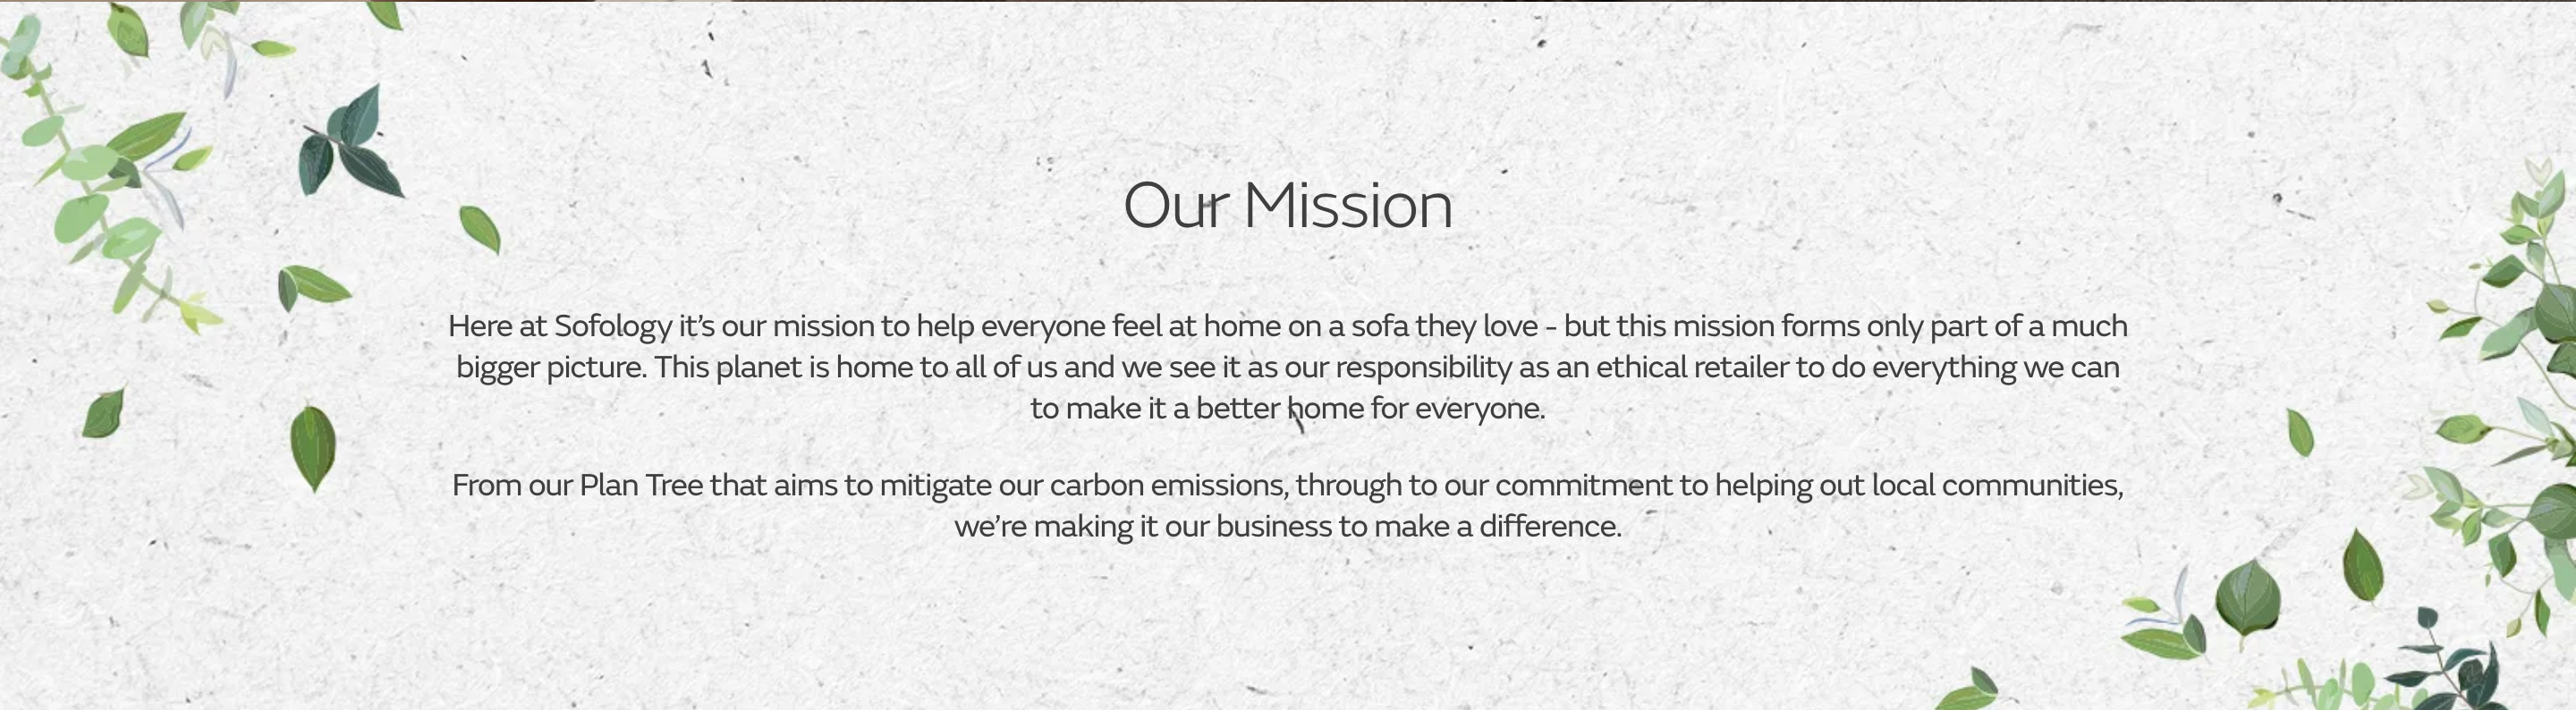 Our Mission
Here at Sofology it’s our mission to help everyone feel at home on a sofa they love - but this mission forms only part of a much
bigger picture. This planet is home to all of us and we see it as our responsibility as an ethical retailer to do everything we can
to make it a better home for everyone.
From our Plan Tree that aims to mitigate our carbon emissions, through to our commitment to helping out local communities,
we’re making it our business to make a difference.